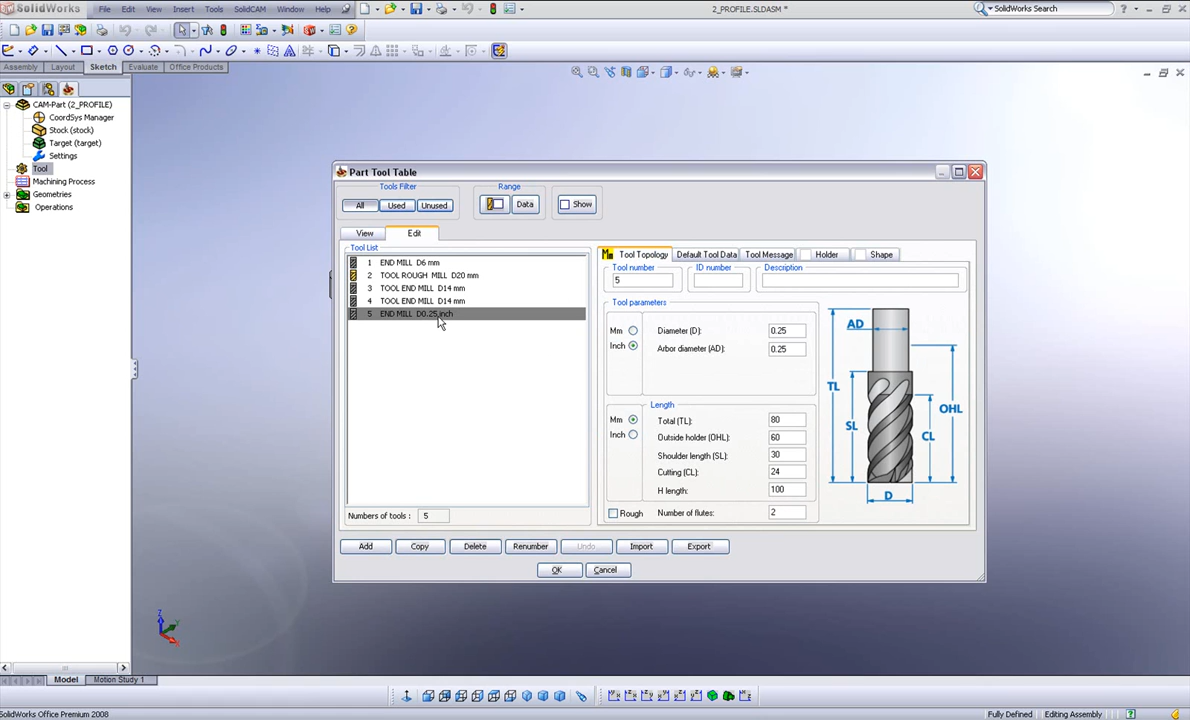 SolidWorks File Edit View Insert Tools SolidCAM Window Help 2_PROFILE.SLDASM * SolidWorks Search
Assembly Layout Sketch Evaluate Office Products
CAM-Part (2_PROFILE)
CoordSys Manager
Stock (stock)
Target (target)
Settings
Tool
Machining Process
Geometries
Operations
Part Tool Table
Tools Filter
All Used Unused
Range
Data
Show
View Edit
Tool List
1 END MILL D6 mm
2 TOOL ROUGH MILL D20 mm
3 TOOL END MILL D14 mm
4 TOOL END MILL D14 mm
5 END MILL D0.25 inch
Numbers of tools : 5
Tool Topology Default Tool Data Tool Message Holder Shape
Tool number ID number Description
5
Tool parameters
Mm
Inch
Diameter (D): 0.25
Arbor diameter (AD): 0.25
Length
Mm
Inch
Total (TL): 80
Outside holder (OHL): 60
Shoulder length (SL): 30
Cutting (CL): 24
H length: 100
Rough Number of flutes: 2
AD
TL
SL
OHL
CL
D
Add Copy Delete Renumber Undo Import Export
OK Cancel
Z
Y
X
Model Motion Study 1
SolidWorks Office Premium 2008 Fully Defined Editing Assembly